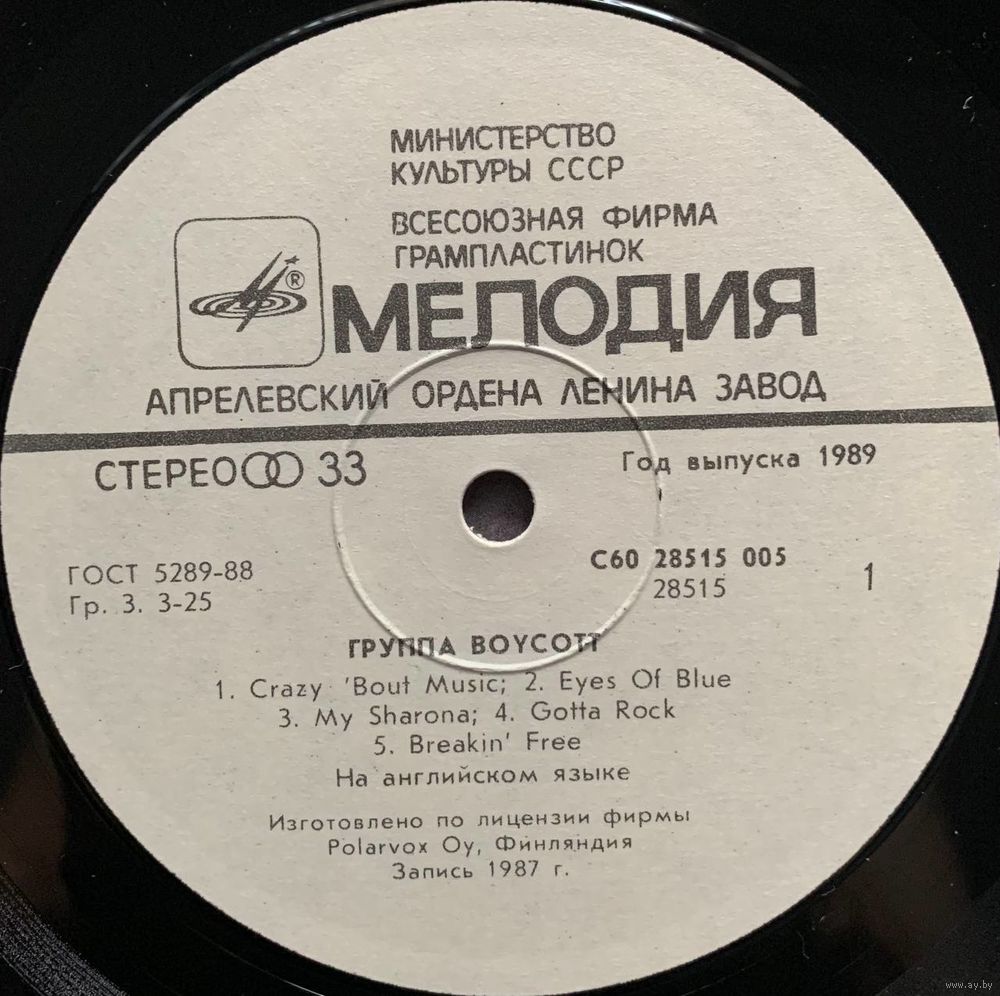 МИНИСТЕРСТВО
КУЛЬТУРЫ СССР
ВСЕСОЮЗНАЯ ФИРМА
ГРАМПЛАСТИНОК
®
МЕЛОДИЯ
АПРЕЛЕВСКИЙ ОРДЕНА ЛЕНИНА ЗАВОД
СТЕРЕО 33
Год выпуска 1989
ГОСТ 5289-88
Гр. 3. 3-25
С60 28515 005
28515
1
ГРУППА BOYCOTT
1. Crazy 'Bout Music; 2. Eyes Of Blue
3. My Sharona; 4. Gotta Rock
5. Breakin' Free
На английском языке
Изготовлено по лицензии фирмы
Polarvox Oy, Финляндия
Запись 1987 г.
www.ay.by